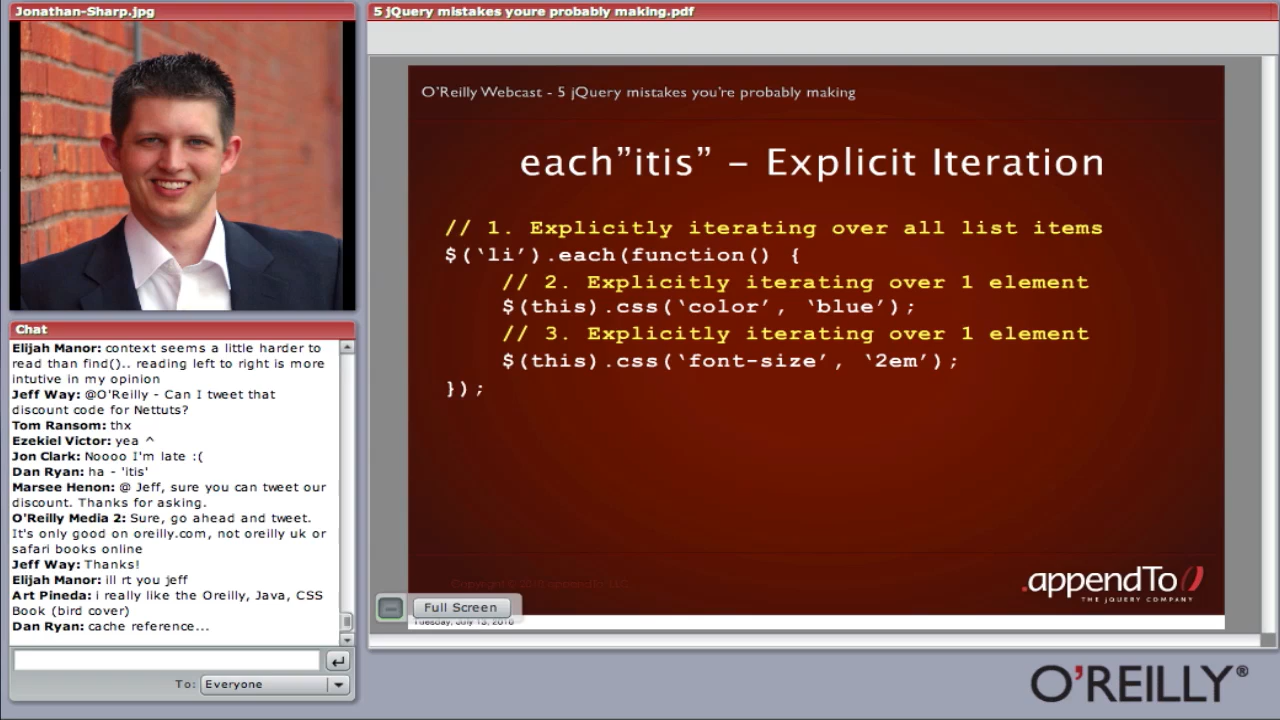 Jonathan-Sharp.jpg
Chat
Elijah Manor: context seems a little harder to
read than find().. reading left to right is more
intutive in my opinion
Jeff Way: @O'Reilly - Can I tweet that
discount code for Nettuts?
Tom Ransom: thx
Ezekiel Victor: yea ^
Jon Clark: Noooo I'm late :(
Dan Ryan: ha - 'itis'
Marsee Henon: @ Jeff, sure you can tweet our
discount. Thanks for asking.
O'Reilly Media 2: Sure, go ahead and tweet.
It's only good on oreilly.com, not oreilly uk or
safari books online
Jeff Way: Thanks!
Elijah Manor: ill rt you jeff
Art Pineda: i really like the Oreilly, Java, CSS
Book (bird cover)
Dan Ryan: cache reference...
To: Everyone
5 jQuery mistakes youre probably making.pdf
O'Reilly Webcast - 5 jQuery mistakes you're probably making
each”itis” – Explicit Iteration
// 1. Explicitly iterating over all list items
$(‘li’).each(function() {
// 2. Explicitly iterating over 1 element
$(this).css(‘color’, ‘blue’);
// 3. Explicitly iterating over 1 element
$(this).css(‘font-size’, ‘2em’);
});
Copyright © 2010 appendTo, LLC.
.appendTo
THE jQUERY COMPANY
Full Screen
Tuesday, July 13, 2010
O'REILLY®